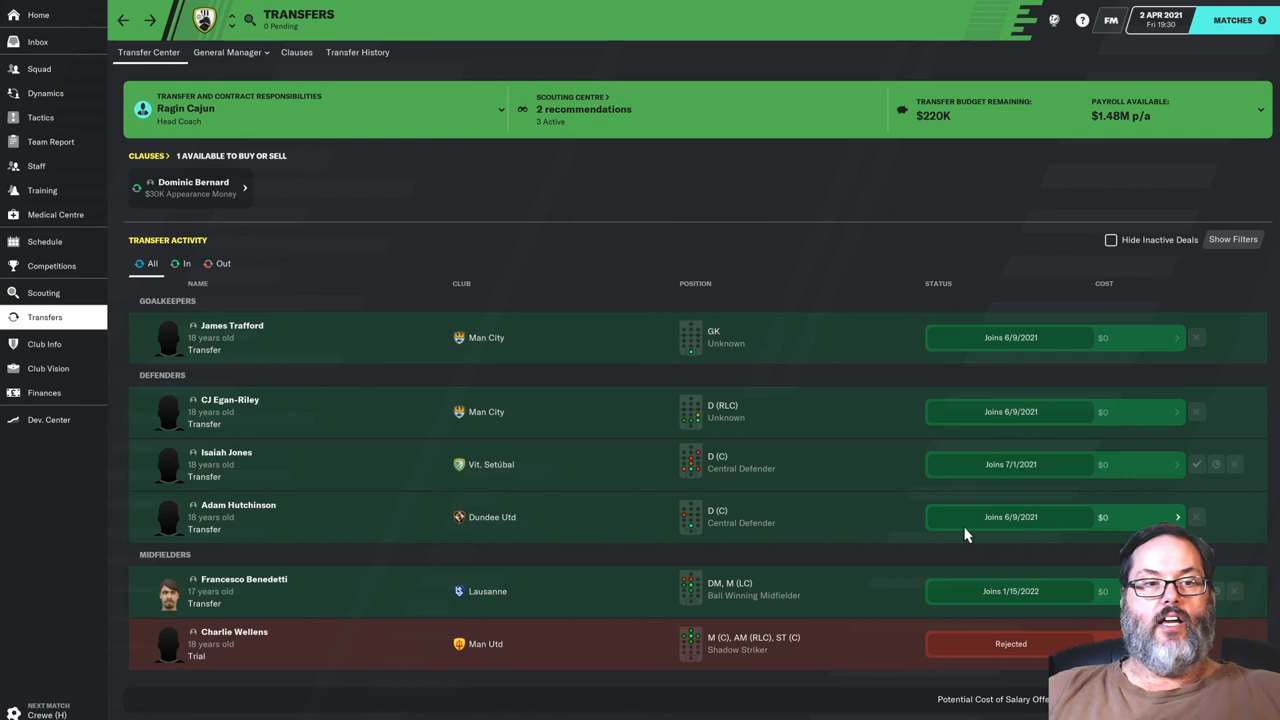 Home
Inbox
Squad
Dynamics
Tactics
Team Report
Staff
Training
Medical Centre
Schedule
Competitions
Scouting
Transfers
Club Info
Club Vision
Finances
Dev. Center
NEXT MATCH
Crewe (H)
TRANSFERS
0 Pending
FM
2 APR 2021
Fri 19:30
MATCHES
Transfer Center
General Manager
Clauses
Transfer History
TRANSFER AND CONTRACT RESPONSIBILITIES
Ragin Cajun
Head Coach
SCOUTING CENTRE >
2 recommendations
3 Active
TRANSFER BUDGET REMAINING:
$220K
PAYROLL AVAILABLE:
$1.48M p/a
CLAUSES > 1 AVAILABLE TO BUY OR SELL
Dominic Bernard
$30K Appearance Money
TRANSFER ACTIVITY
Hide Inactive Deals
Show Filters
All In Out
NAME CLUB POSITION STATUS COST
GOALKEEPERS
James Trafford
18 years old
Transfer
Man City
GK
Unknown
Joins 6/9/2021
$0
DEFENDERS
CJ Egan-Riley
18 years old
Transfer
Man City
D (RLC)
Unknown
Joins 6/9/2021
$0
Isaiah Jones
18 years old
Transfer
Vit. Setúbal
D (C)
Central Defender
Joins 7/1/2021
$0
Adam Hutchinson
18 years old
Transfer
Dundee Utd
D (C)
Central Defender
Joins 6/9/2021
$0
MIDFIELDERS
Francesco Benedetti
17 years old
Transfer
Lausanne
DM, M (LC)
Ball Winning Midfielder
Joins 1/15/2022
$0
Charlie Wellens
18 years old
Trial
Man Utd
M (C), AM (RLC), ST (C)
Shadow Striker
Rejected
Potential Cost of Salary Offe